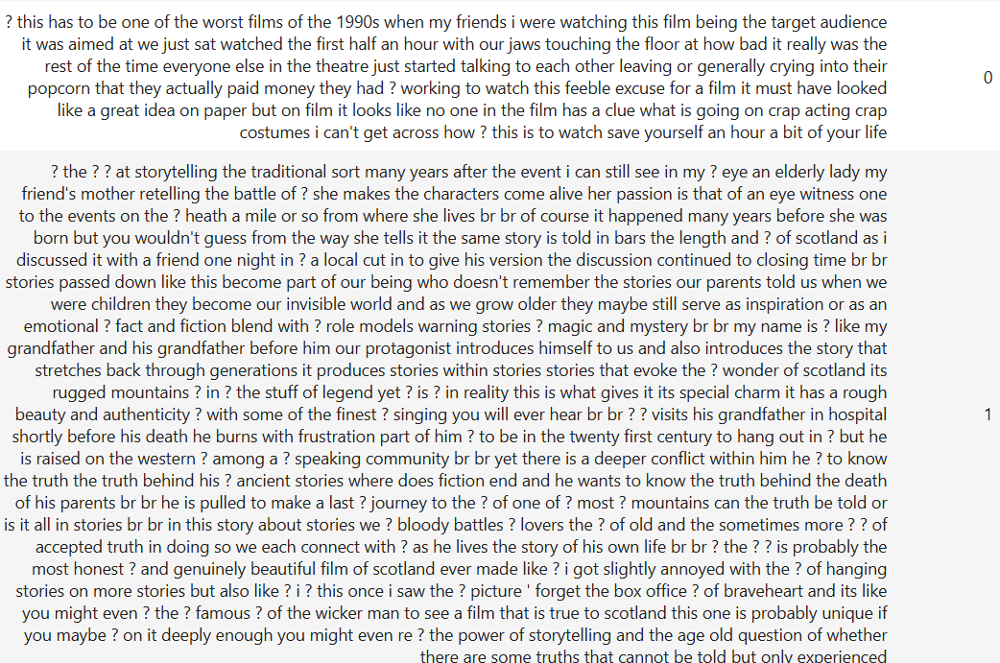 ? this has to be one of the worst films of the 1990s when my friends i were watching this film being the target audience
it was aimed at we just sat watched the first half an hour with our jaws touching the floor at how bad it really was the
rest of the time everyone else in the theatre just started talking to each other leaving or generally crying into their
popcorn that they actually paid money they had ? working to watch this feeble excuse for a film it must have looked
like a great idea on paper but on film it looks like no one in the film has a clue what is going on crap acting crap
costumes i can't get across how ? this is to watch save yourself an hour a bit of your life
0
? the ? ? at storytelling the traditional sort many years after the event i can still see in my ? eye an elderly lady my
friend's mother retelling the battle of ? she makes the characters come alive her passion is that of an eye witness one
to the events on the ? heath a mile or so from where she lives br br of course it happened many years before she was
born but you wouldn't guess from the way she tells it the same story is told in bars the length and ? of scotland as i
discussed it with a friend one night in ? a local cut in to give his version the discussion continued to closing time br br
stories passed down like this become part of our being who doesn't remember the stories our parents told us when we
were children they become our invisible world and as we grow older they maybe still serve as inspiration or as an
emotional ? fact and fiction blend with ? role models warning stories ? magic and mystery br br my name is ? like my
grandfather and his grandfather before him our protagonist introduces himself to us and also introduces the story that
stretches back through generations it produces stories within stories stories that evoke the ? wonder of scotland its
rugged mountains ? in ? the stuff of legend yet ? is ? in reality this is what gives it its special charm it has a rough
beauty and authenticity ? with some of the finest ? singing you will ever hear br br ? ? visits his grandfather in hospital
shortly before his death he burns with frustration part of him ? to be in the twenty first century to hang out in ? but he
is raised on the western ? among a ? speaking community br br yet there is a deeper conflict within him he ? to know
the truth the truth behind his ? ancient stories where does fiction end and he wants to know the truth behind the death
of his parents br br he is pulled to make a last ? journey to the ? of one of ? most ? mountains can the truth be told or
is it all in stories br br in this story about stories we ? bloody battles ? lovers the ? of old and the sometimes more ? ? of
accepted truth in doing so we each connect with ? as he lives the story of his own life br br ? the ? ? is probably the
most honest ? and genuinely beautiful film of scotland ever made like ? i got slightly annoyed with the ? of hanging
stories on more stories but also like ? i ? this once i saw the ? picture ' forget the box office ? of braveheart and its like
you might even ? the ? famous ? of the wicker man to see a film that is true to scotland this one is probably unique if
you maybe ? on it deeply enough you might even re ? the power of storytelling and the age old question of whether
there are some truths that cannot be told but only experienced
1